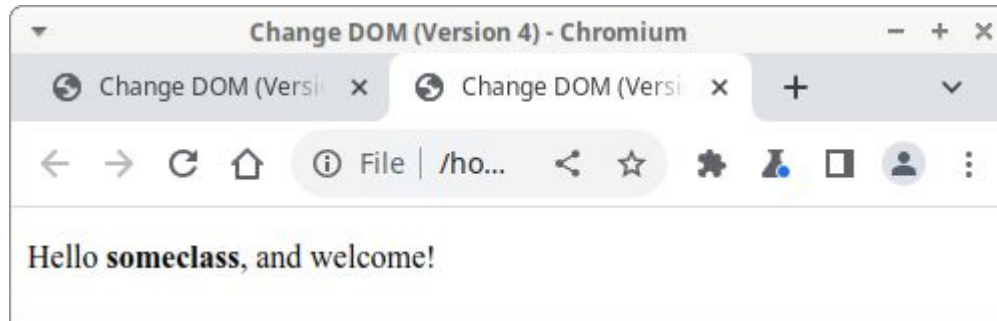 Change DOM (Version 4) - Chromium
Change DOM (Versi Change DOM (Versi
File /ho...
Hello someclass, and welcome!